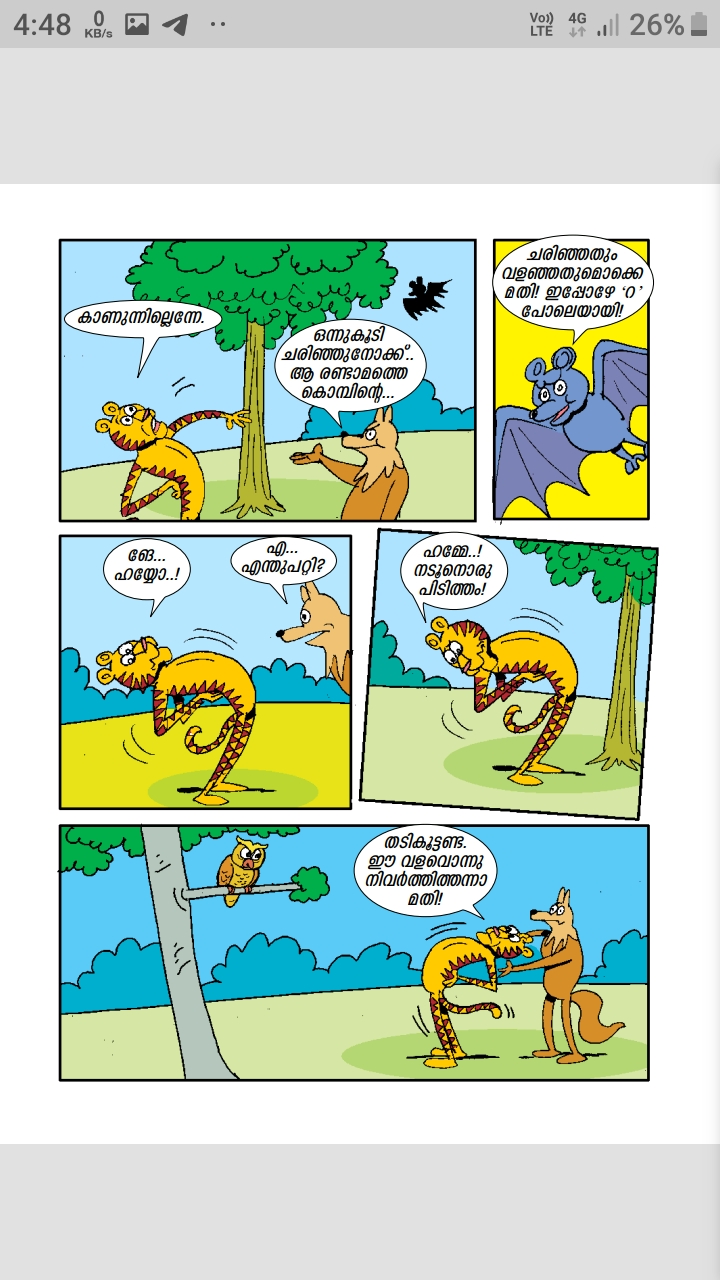 4:48 0 KB/s Vo)) LTE 4G 26%
കാണുന്നില്ലെന്നേ.
ഒന്നുകൂടി
ചരിഞ്ഞുനോക്ക്..
ആ രണ്ടാമത്തെ
കൊമ്പിന്റെ...
ചരിഞ്ഞതും
വളഞ്ഞതുമൊക്കെ
മതി! ഇപ്പോഴേ ‘റ’
പോലെയായി!
ങേ...
ഹയ്യോ..!
എ...
എന്തുപറ്റി?
ഹമ്മേ..!
നടൂനൊരു
പിടിത്തം!
തടികൂട്ടണ്ട.
ഈ വളവൊന്നു
നിവർത്തിത്തന്നാ
മതി!